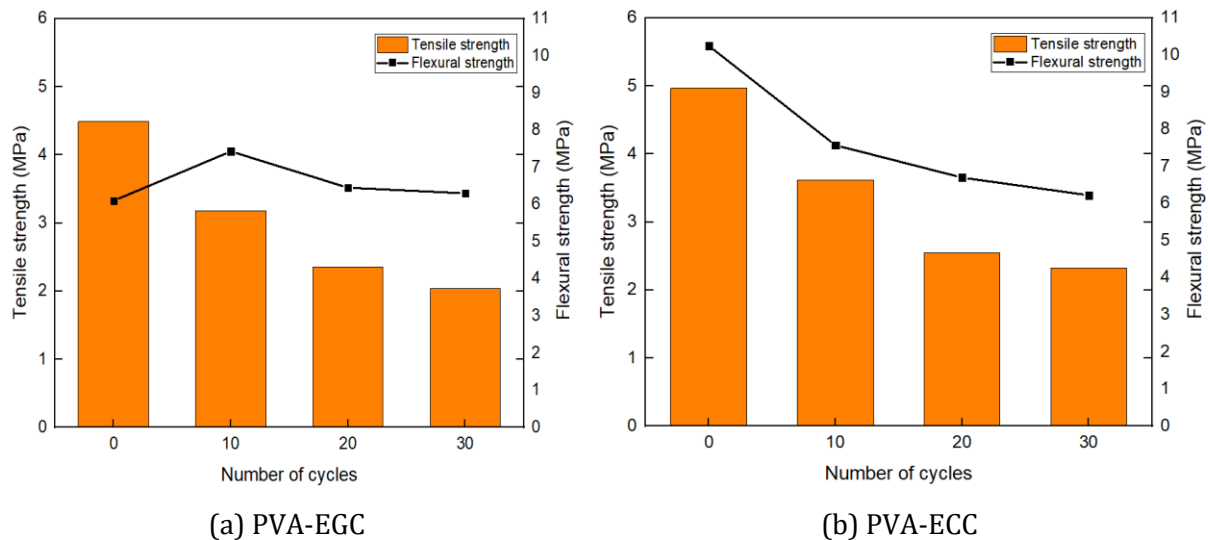 6
5
4
3
2
1
0
Tensile strength (MPa)
Tensile strength
Flexural strength
11
10
9
8
7
6
5
4
3
2
1
0
Flexural strength (MPa)
0 10 20 30
Number of cycles
(a) PVA-EGC
6
5
4
3
2
1
0
Tensile strength (MPa)
Tensile strength
Flexural strength
11
10
9
8
7
6
5
4
3
2
1
0
Flexural strength (MPa)
0 10 20 30
Number of cycles
(b) PVA-ECC